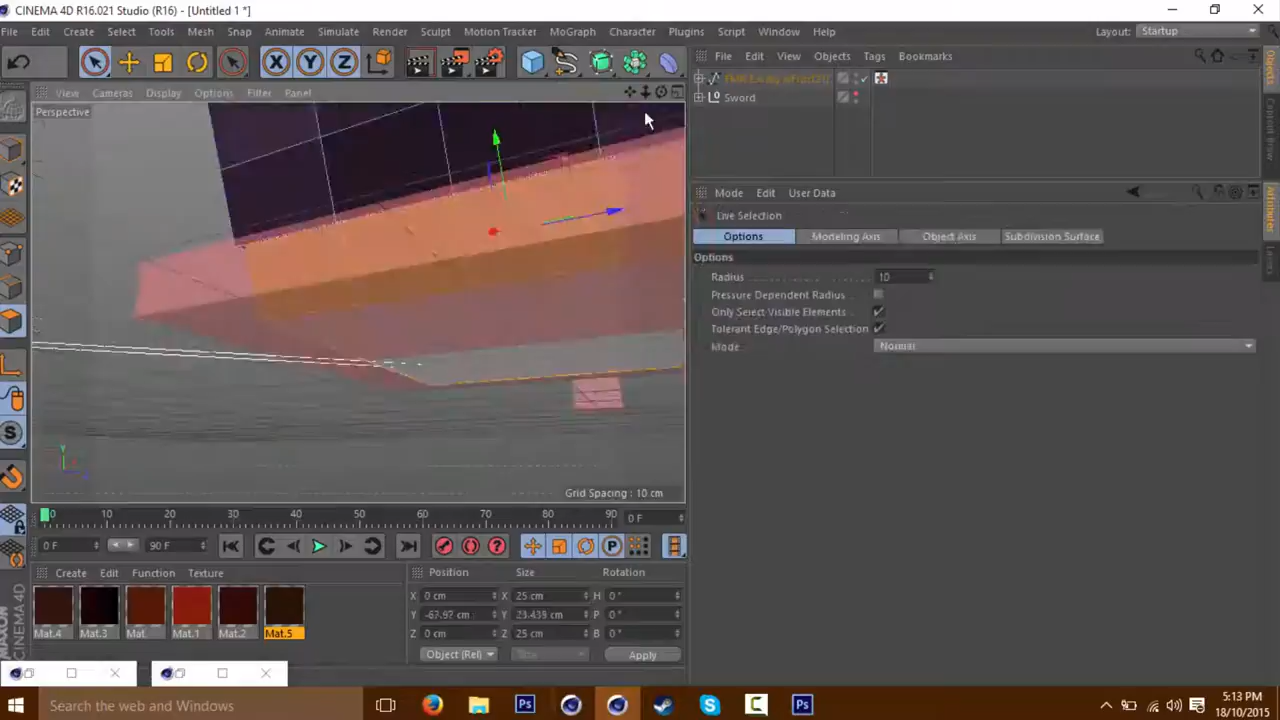 CINEMA 4D R16.021 Studio (R16) - [Untitled 1 *]
File Edit Create Select Tools Mesh Snap Animate Simulate Render Sculpt Motion Tracker MoGraph Character Plugins Script Window Help Layout: Startup
X Y Z
File Edit View Objects Tags Bookmarks
View Cameras Display Options Filter Panel
Perspective
Sword
Mode Edit User Data
Live Selection
Options Modeling Axis Object Axis Subdivision Surface
Options
Radius 10
Pressure Dependent Radius
Only Select Visible Elements
Tolerant Edge/Polygon Selection
Mode Normal
Grid Spacing : 10 cm
0 10 20 30 40 50 60 70 80 90 0 F
0 F 90 F
Create Edit Function Texture
Position Size Rotation
X 0 cm X 25 cm H 0 °
Y -67.97 cm Y 23.439 cm P 0 °
Z 0 cm Z 25 cm B 0 °
Mat.4 Mat.3 Mat Mat.1 Mat.2 Mat.5
Object (Rel) Size Apply
MAXON CINEMA4D
Objects
Content Browser
Attributes
Layers
Search the web and Windows
5:13 PM
18/10/2015